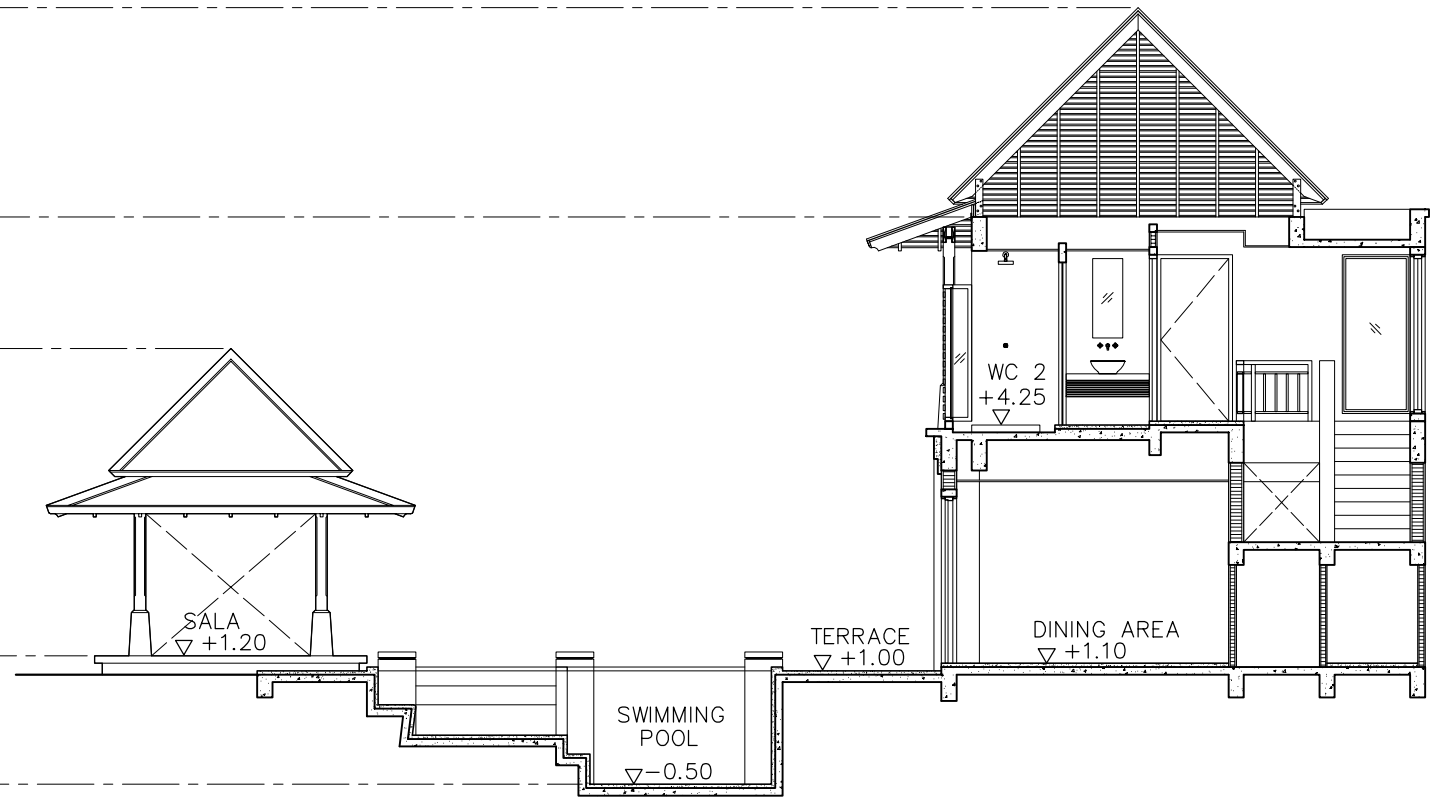 WC 2
+4.25
SALA
+1.20
TERRACE
+1.00
DINING AREA
+1.10
SWIMMING
POOL
-0.50